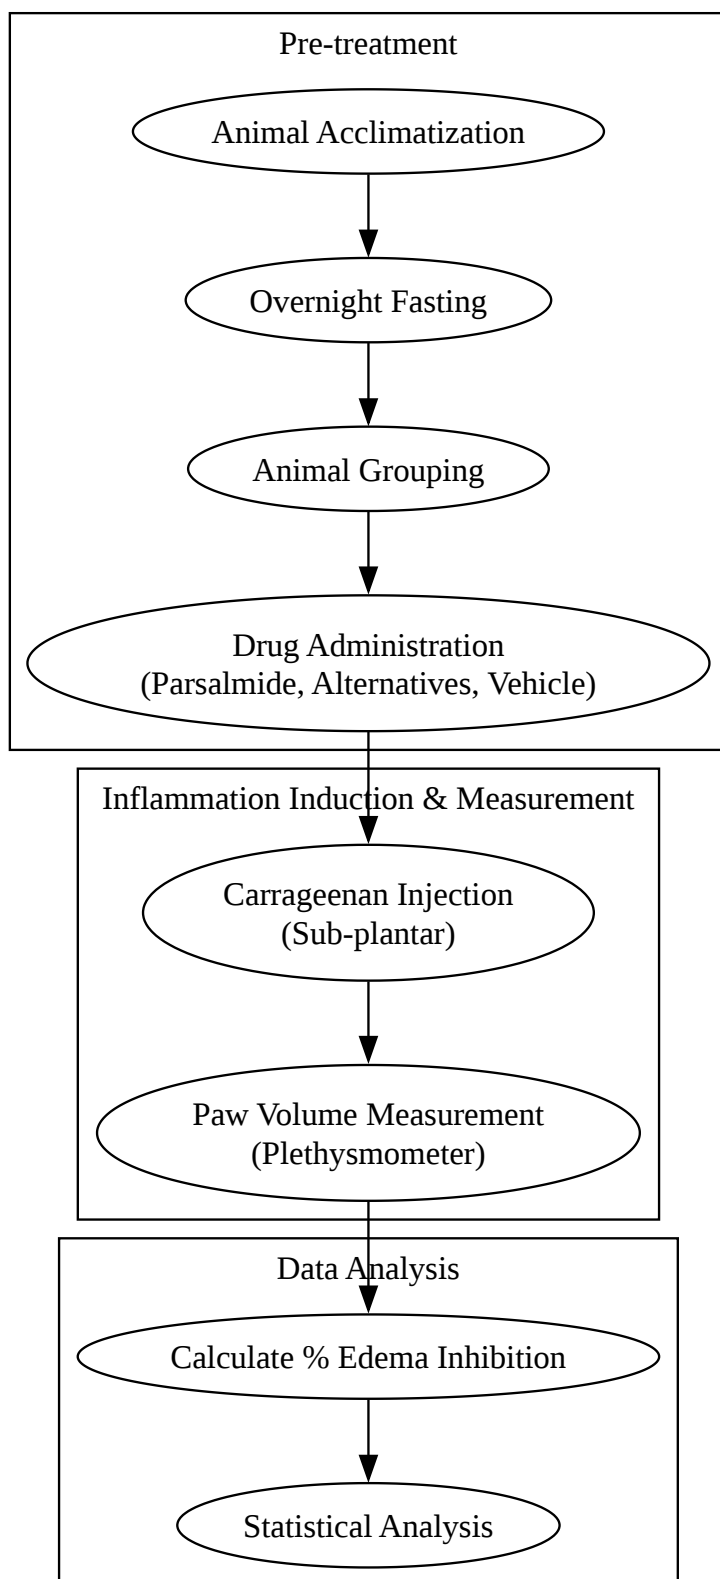 Pre-treatment
Animal Acclimatization
Overnight Fasting
Animal Grouping
Drug Administration
(Parsalmide, Alternatives, Vehicle)
Inflammation Induction & Measurement
Carrageenan Injection
(Sub-plantar)
Paw Volume Measurement
(Plethysmometer)
Data Analysis
Calculate % Edema Inhibition
Statistical Analysis